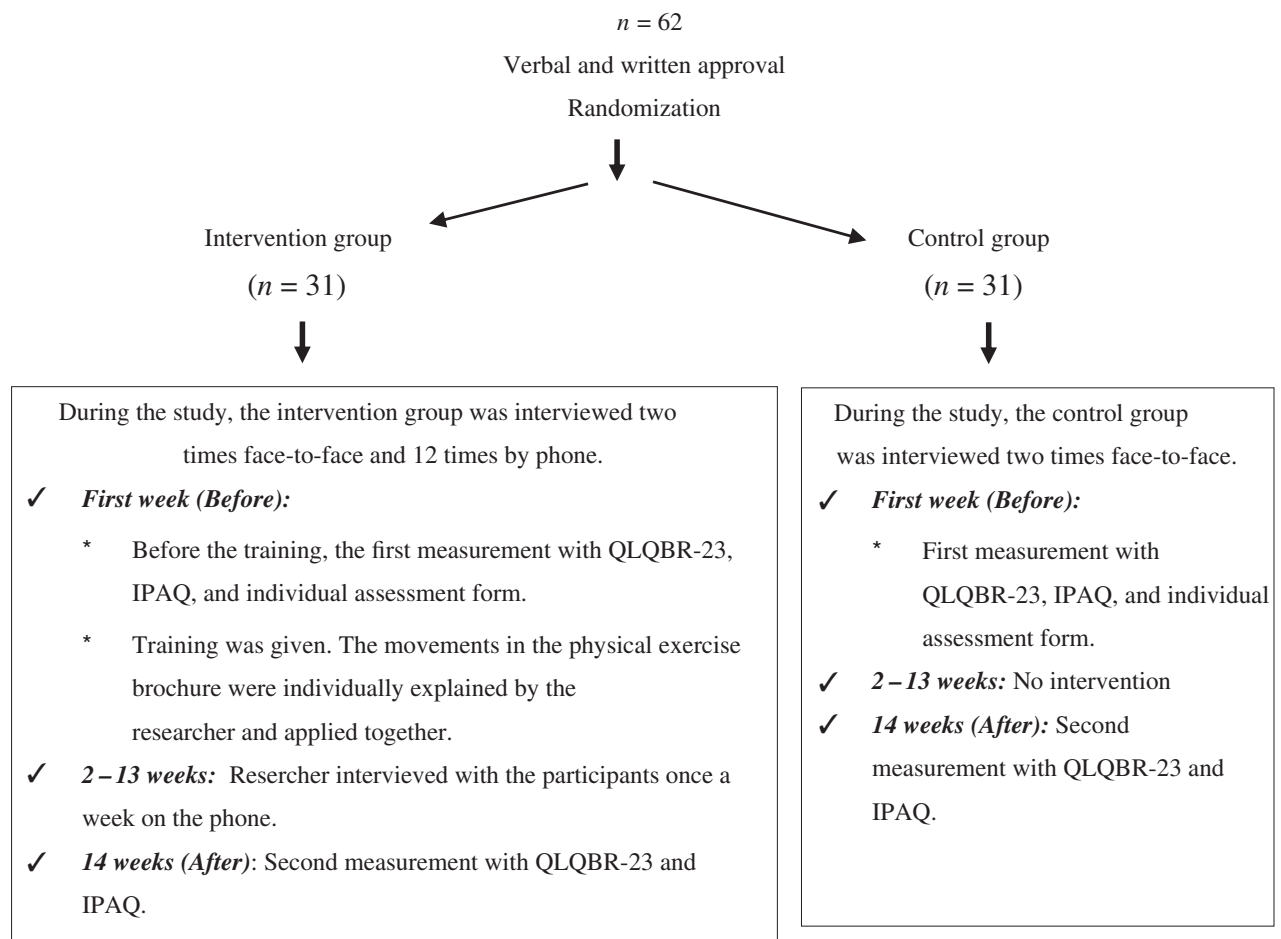 n = 62
Verbal and written approval
Randomization
Intervention group
(n = 31)
Control group
(n = 31)
During the study, the intervention group was interviewed two
times face-to-face and 12 times by phone.
✓ First week (Before):
* Before the training, the first measurement with QLQBR-23,
IPAQ, and individual assessment form.
* Training was given. The movements in the physical exercise
brochure were individually explained by the
researcher and applied together.
✓ 2–13 weeks: Resercher intervieved with the participants once a
week on the phone.
✓ 14 weeks (After): Second measurement with QLQBR-23 and
IPAQ.
During the study, the control group
was interviewed two times face-to-face.
✓ First week (Before):
* First measurement with
QLQBR-23, IPAQ, and individual
assessment form.
✓ 2–13 weeks: No intervention
✓ 14 weeks (After): Second
measurement with QLQBR-23 and
IPAQ.